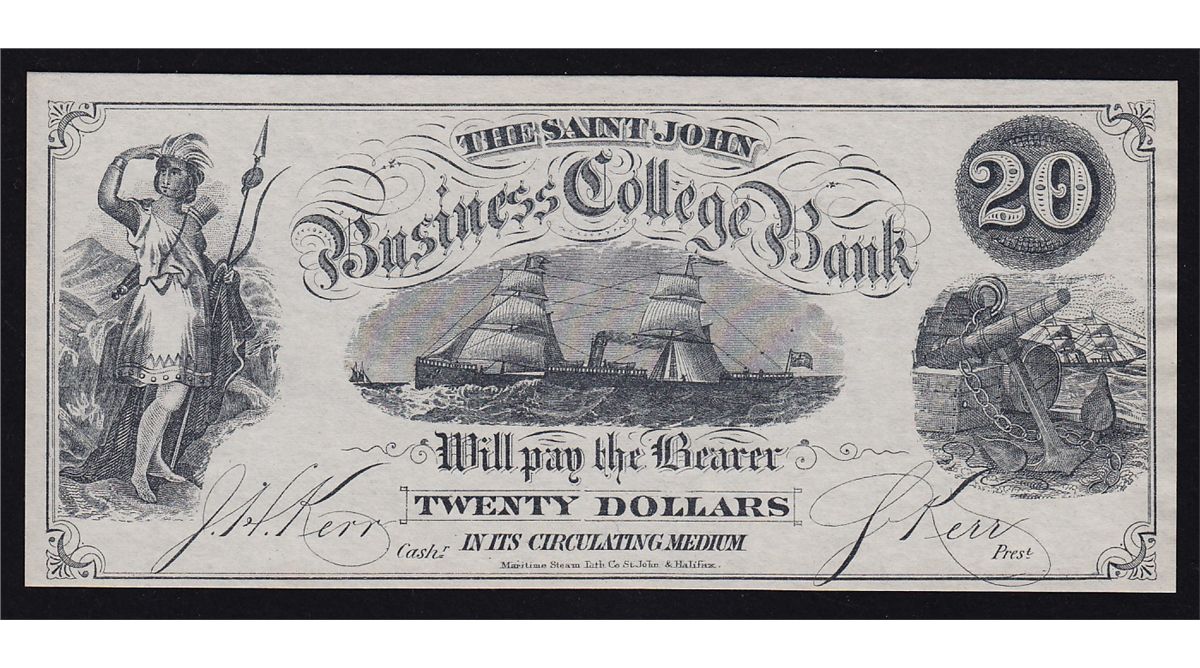 THE SAINT JOHN
Business College Bank
20
Will pay the Bearer
TWENTY DOLLARS
IN ITS CIRCULATING MEDIUM
J. H. Kerr Cash.r
S Kerr Pres.t
Maritime Steam Lith. Co St. John & Halifax.